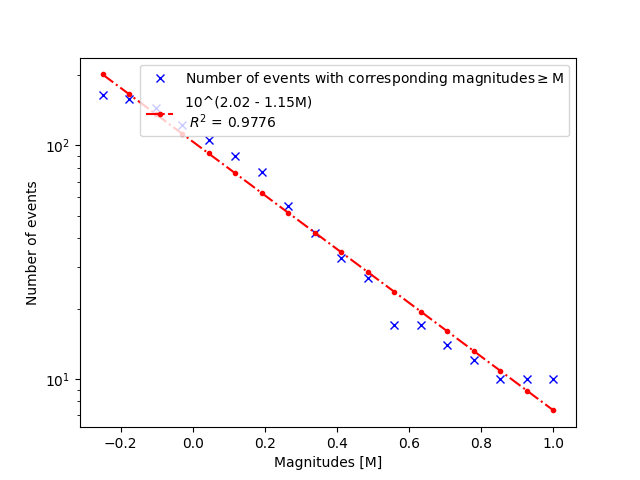 Number of events with corresponding magnitudes ≥ M
10^(2.02 - 1.15M)
R² = 0.9776
Number of events
10²
10¹
−0.2 0.0 0.2 0.4 0.6 0.8 1.0
Magnitudes [M]